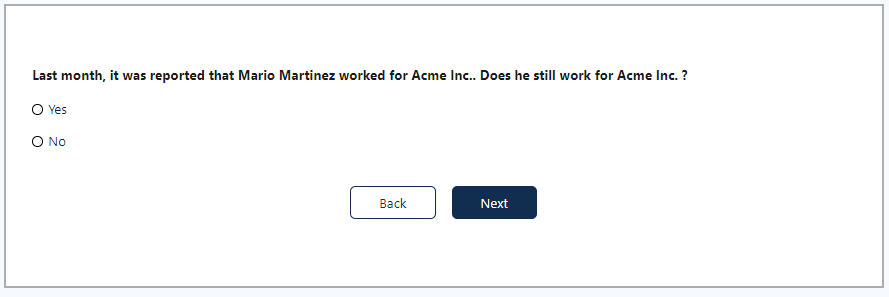 Last month, it was reported that Mario Martinez worked for Acme Inc.. Does he still work for Acme Inc. ?
Yes
No
Back
Next